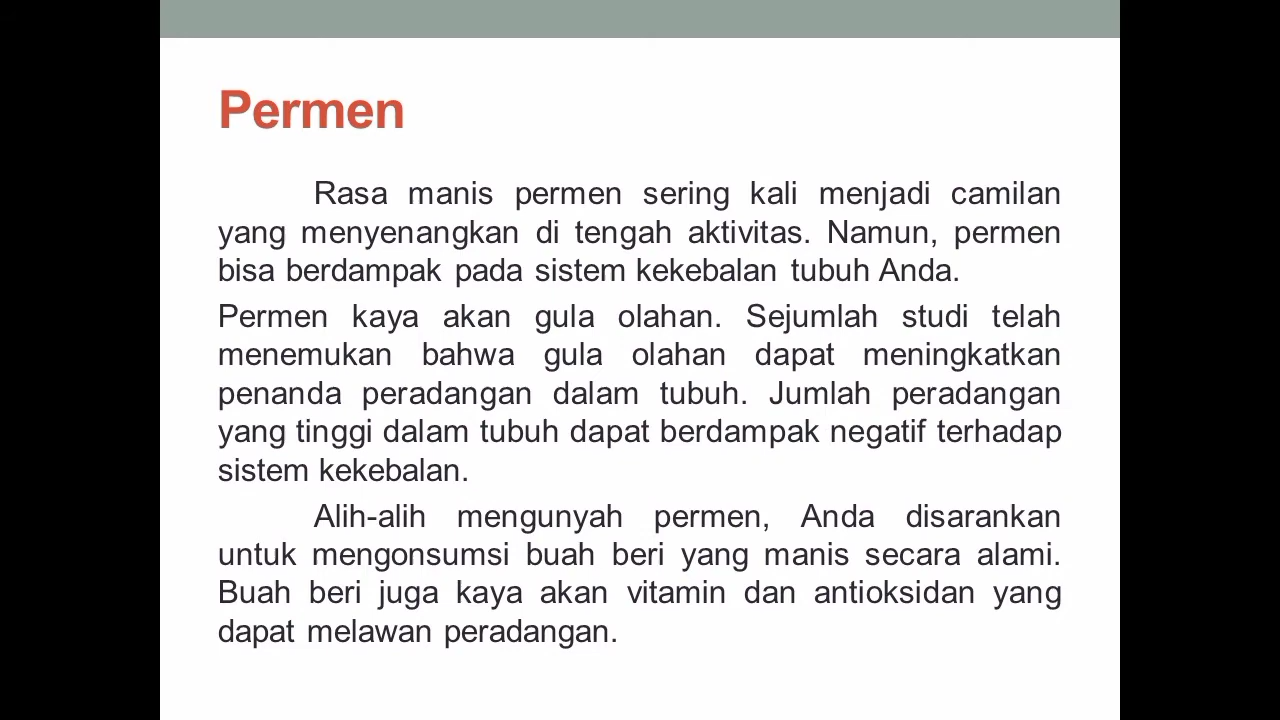 Permen
Rasa manis permen sering kali menjadi camilan
yang menyenangkan di tengah aktivitas. Namun, permen
bisa berdampak pada sistem kekebalan tubuh Anda.
Permen kaya akan gula olahan. Sejumlah studi telah
menemukan bahwa gula olahan dapat meningkatkan
penanda peradangan dalam tubuh. Jumlah peradangan
yang tinggi dalam tubuh dapat berdampak negatif terhadap
sistem kekebalan.
Alih-alih mengunyah permen, Anda disarankan
untuk mengonsumsi buah beri yang manis secara alami.
Buah beri juga kaya akan vitamin dan antioksidan yang
dapat melawan peradangan.